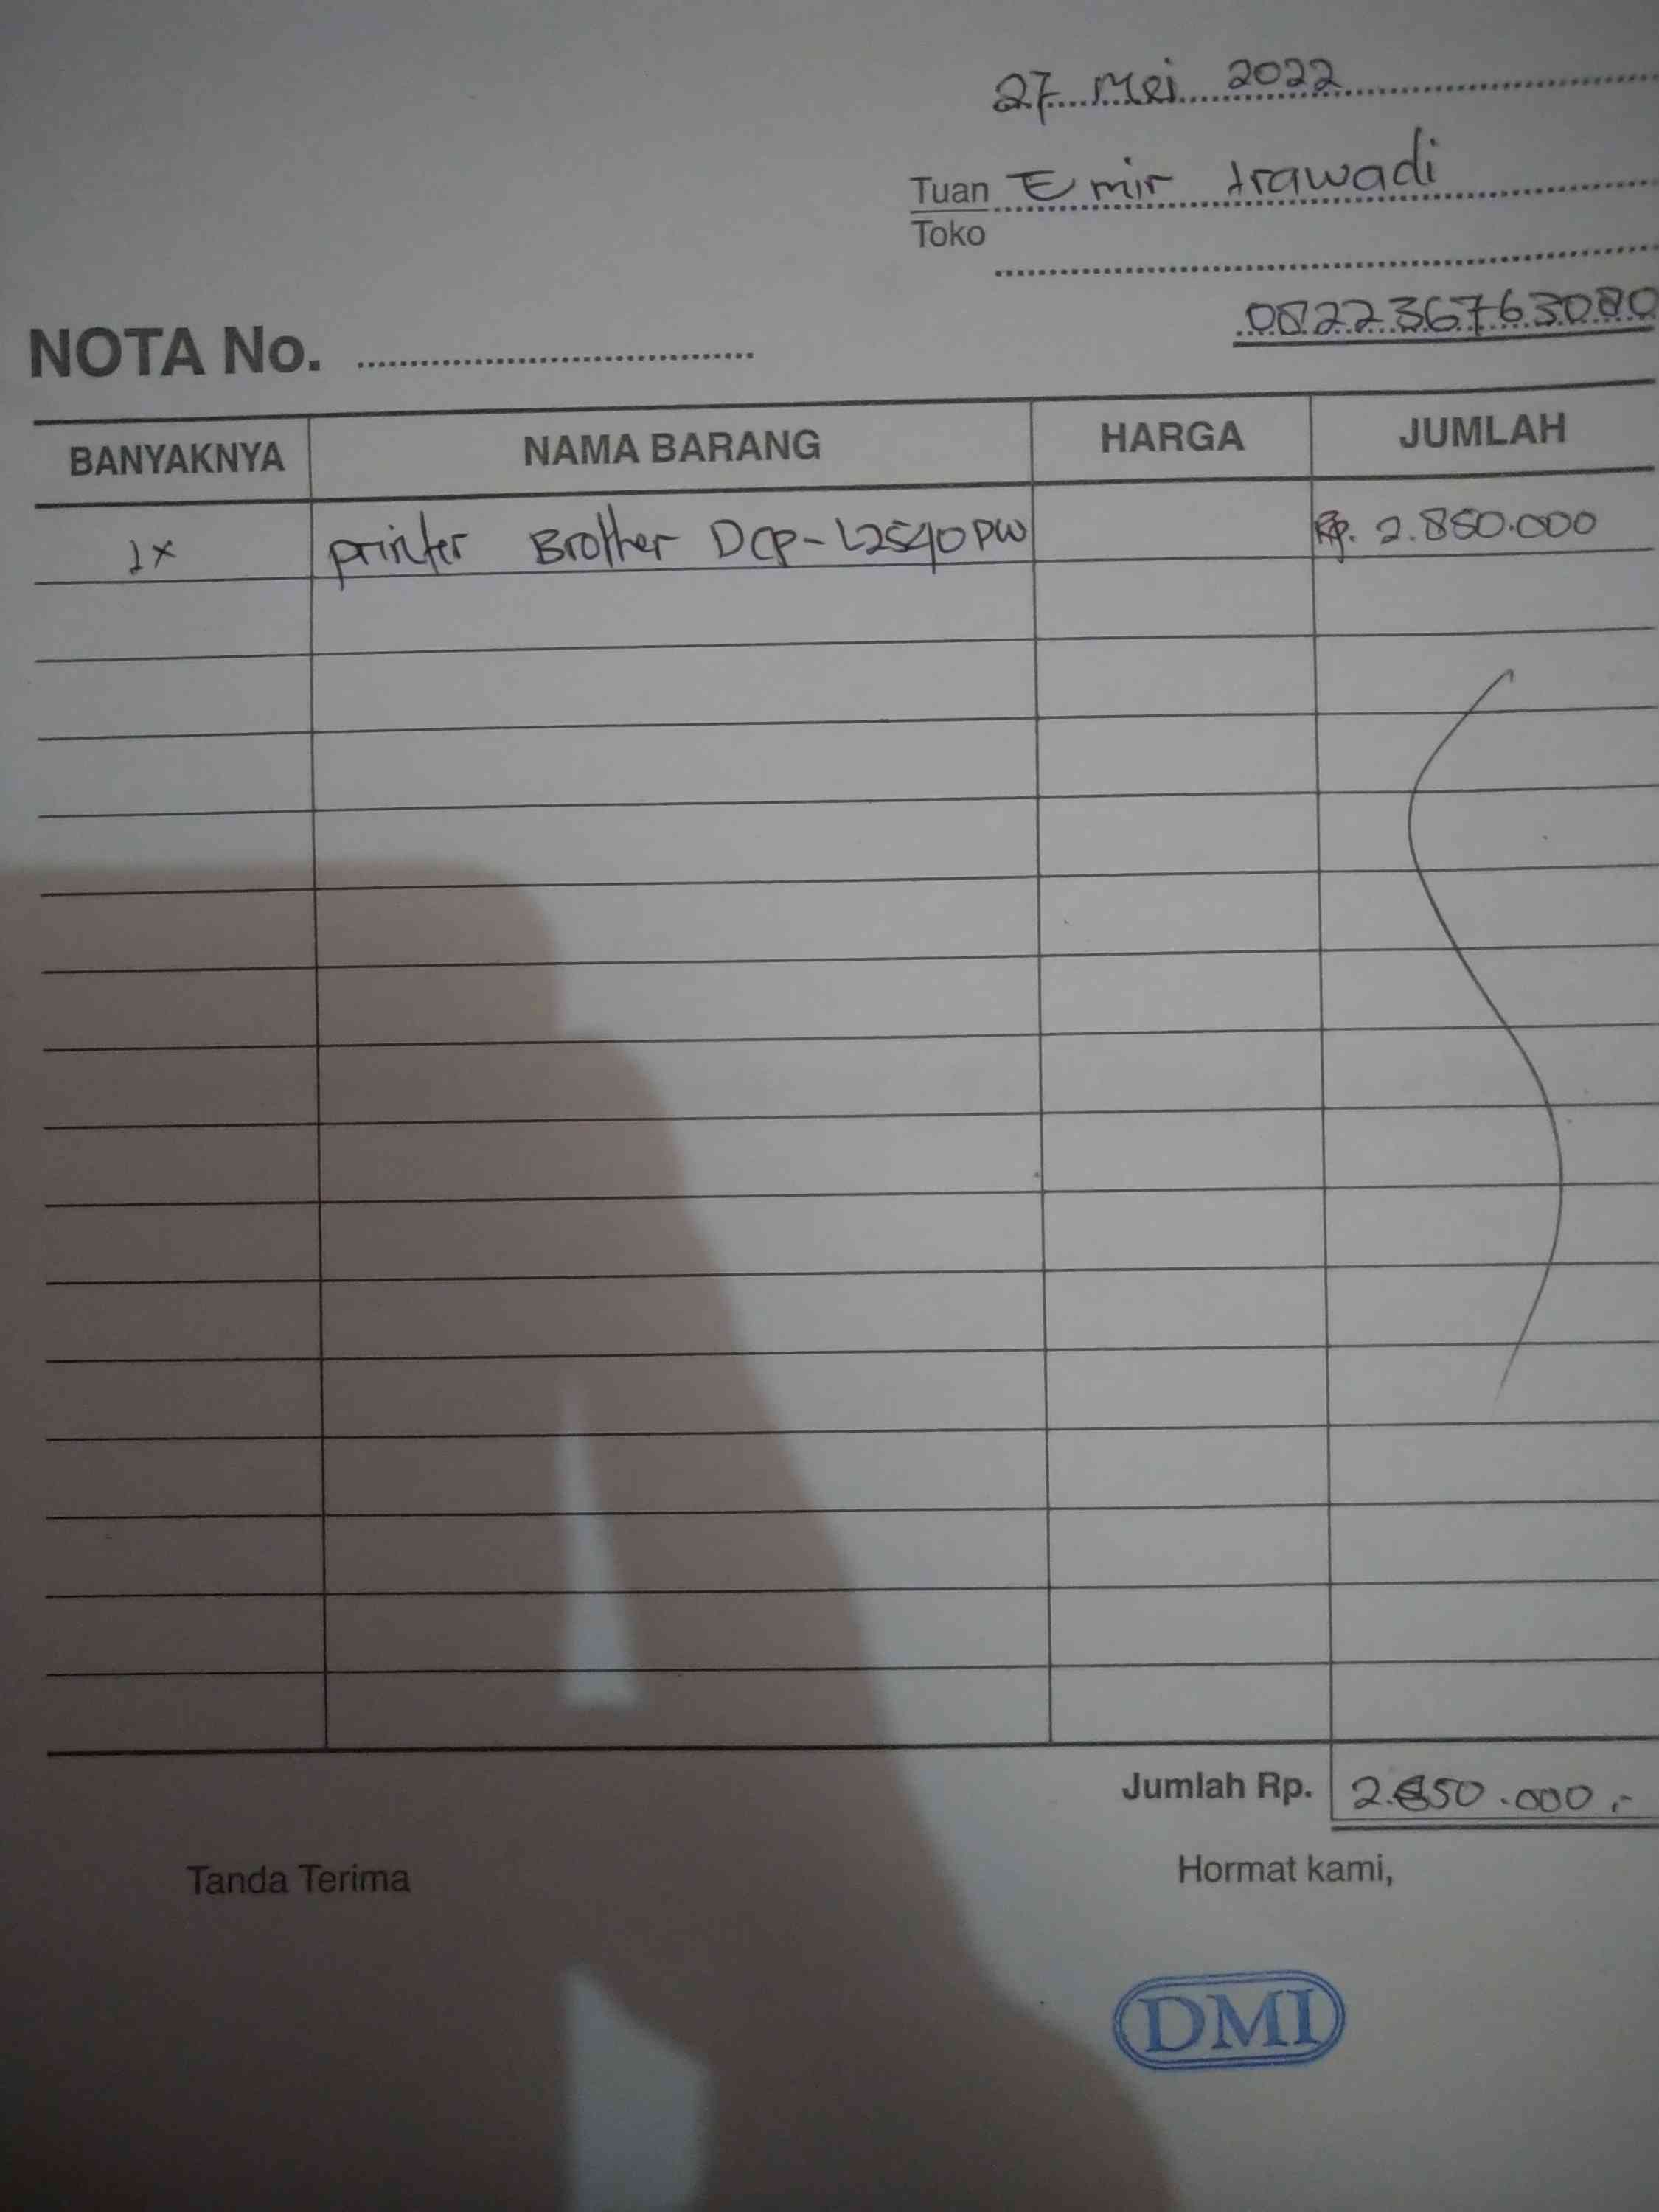 27 Mei 2022
Tuan Emir Irawadi
Toko
082236763080
NOTA No.
BANYAKNYA NAMA BARANG HARGA JUMLAH
1x printer Brother DCP-L2540DW Rp. 2.850.000
Jumlah Rp. 2.850.000,-
Tanda Terima Hormat kami,
DMI